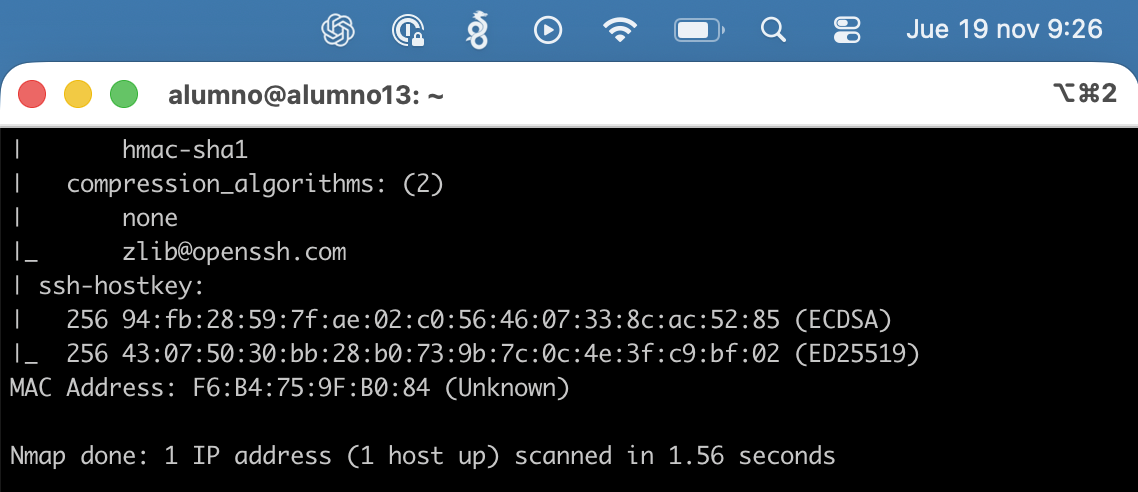 Jue 19 nov 9:26
alumno@alumno13: ~ ⌥⌘2
| hmac-sha1
| compression_algorithms: (2)
| none
|_ zlib@openssh.com
| ssh-hostkey:
| 256 94:fb:28:59:7f:ae:02:c0:56:46:07:33:8c:ac:52:85 (ECDSA)
|_ 256 43:07:50:30:bb:28:b0:73:9b:7c:0c:4e:3f:c9:bf:02 (ED25519)
MAC Address: F6:B4:75:9F:B0:84 (Unknown)
Nmap done: 1 IP address (1 host up) scanned in 1.56 seconds